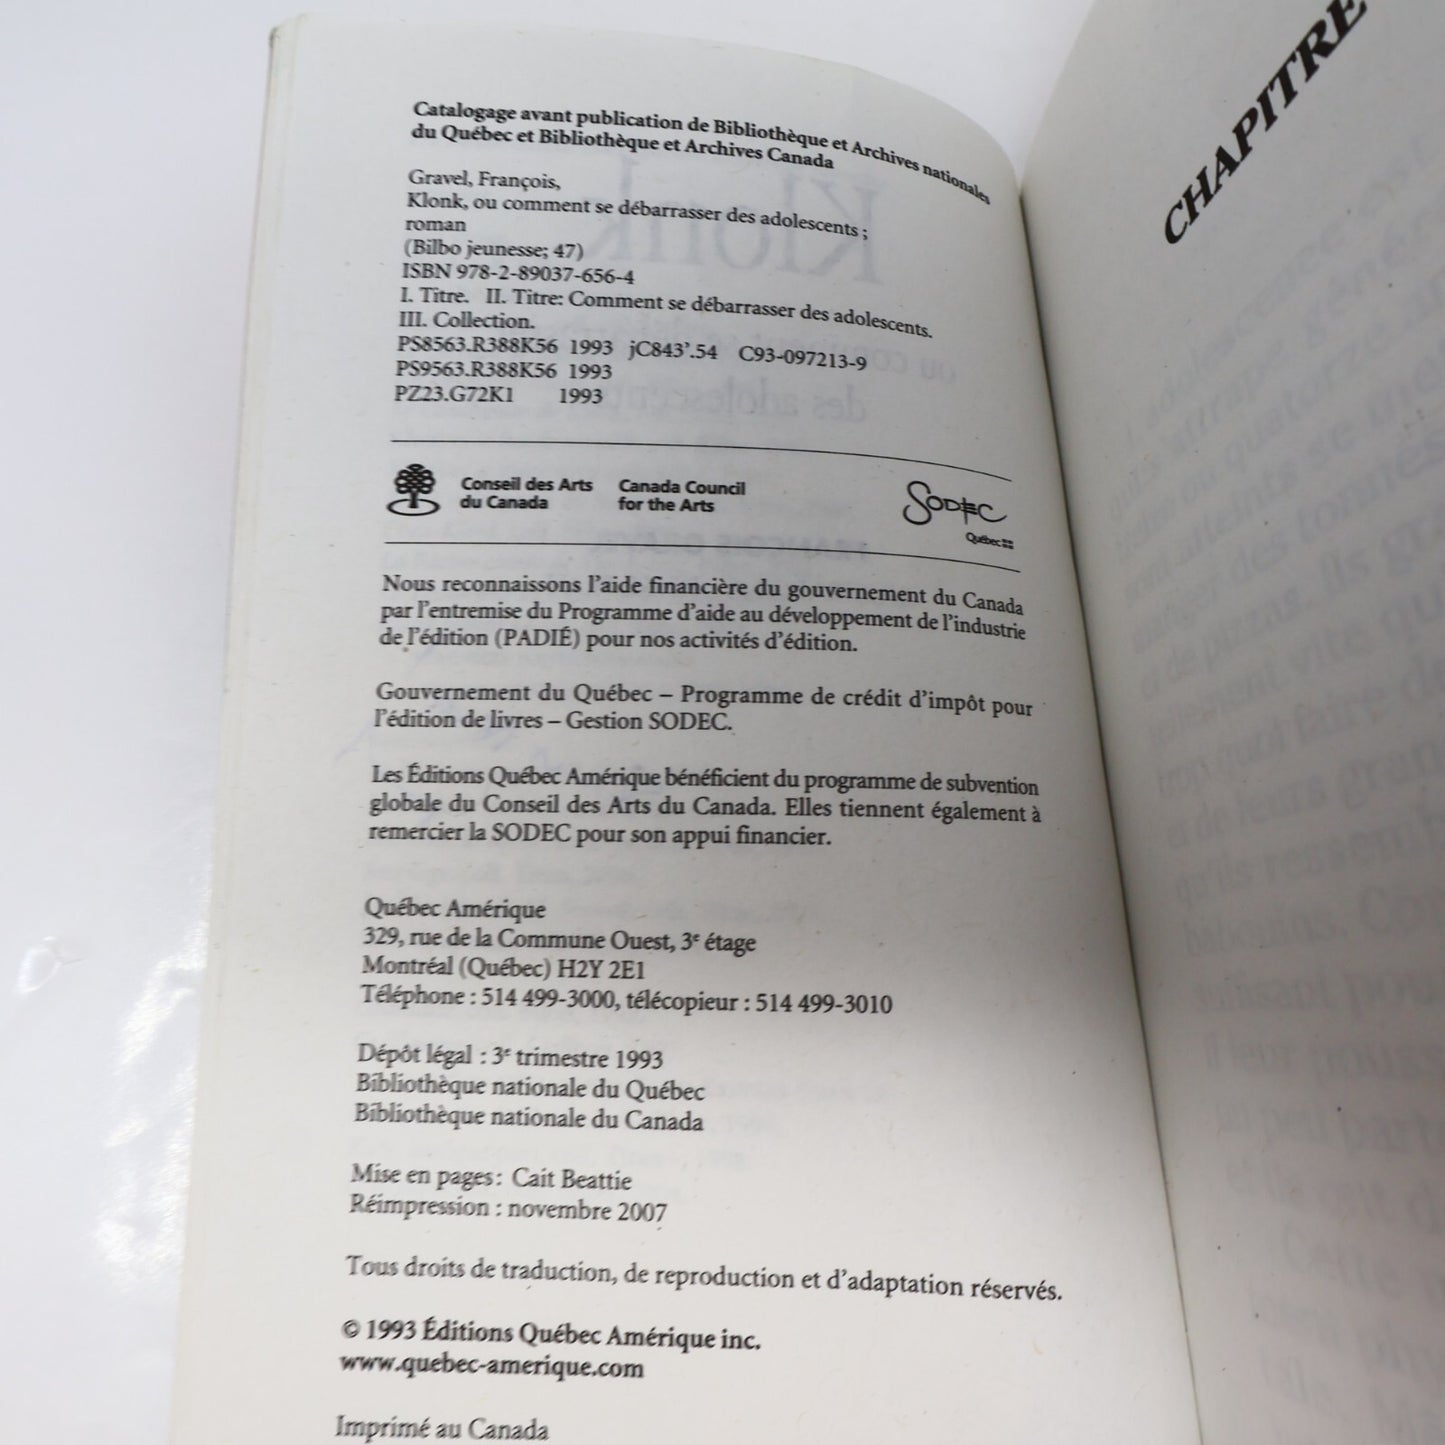 Catalogage avant publication de Bibliothèque et Archives nationales
du Québec et Bibliothèque et Archives Canada
Gravel, François,
Klonk, ou comment se débarrasser des adolescents ;
roman
(Bilbo jeunesse; 47)
ISBN 978-2-89037-656-4
I. Titre. II. Titre: Comment se débarrasser des adolescents.
III. Collection.
PS8563.R388K56 1993 jC843'.54 C93-097213-9
PS9563.R388K56 1993
PZ23.G72K1 1993
Conseil des Arts
du Canada
Canada Council
for the Arts
SODEC
Québec
Nous reconnaissons l'aide financière du gouvernement du Canada
par l'entremise du Programme d'aide au développement de l'industrie
de l'édition (PADIÉ) pour nos activités d'édition.
Gouvernement du Québec – Programme de crédit d'impôt pour
l'édition de livres – Gestion SODEC.
Les Éditions Québec Amérique bénéficient du programme de subvention
globale du Conseil des Arts du Canada. Elles tiennent également à
remercier la SODEC pour son appui financier.
Québec Amérique
329, rue de la Commune Ouest, 3e étage
Montréal (Québec) H2Y 2E1
Téléphone : 514 499-3000, télécopieur : 514 499-3010
Dépôt légal : 3e trimestre 1993
Bibliothèque nationale du Québec
Bibliothèque nationale du Canada
Mise en pages : Cait Beattie
Réimpression : novembre 2007
Tous droits de traduction, de reproduction et d'adaptation réservés.
© 1993 Éditions Québec Amérique inc.
www.quebec-amerique.com
Imprimé au Canada
CHAPITRE